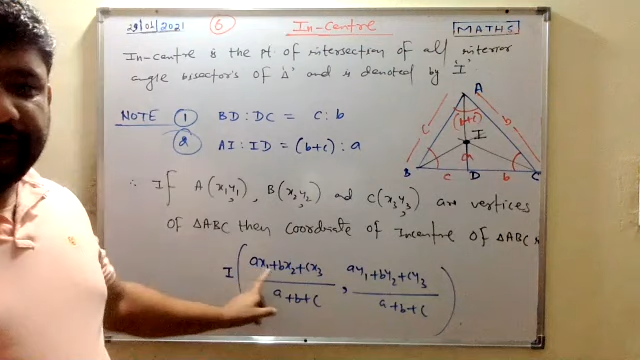 29/01/2021 6 In-Centre MATHS
In-centre is the pt. of intersection of all interior
angle bisector's of Δ' and is denoted by 'I'
NOTE 1 BD:DC = c:b
2 AI:ID = (b+c):a
∴ If A(x₁,y₁), B(x₂,y₂) and C(x₃,y₃) are vertices
Of ΔABC then Coordinate of Incentre Of ΔABC
I(ax₁+bx₂+cx₃/a+b+c, ay₁+by₂+cy₃/a+b+c)
A
c (b+c) b
I
a
B c D b C